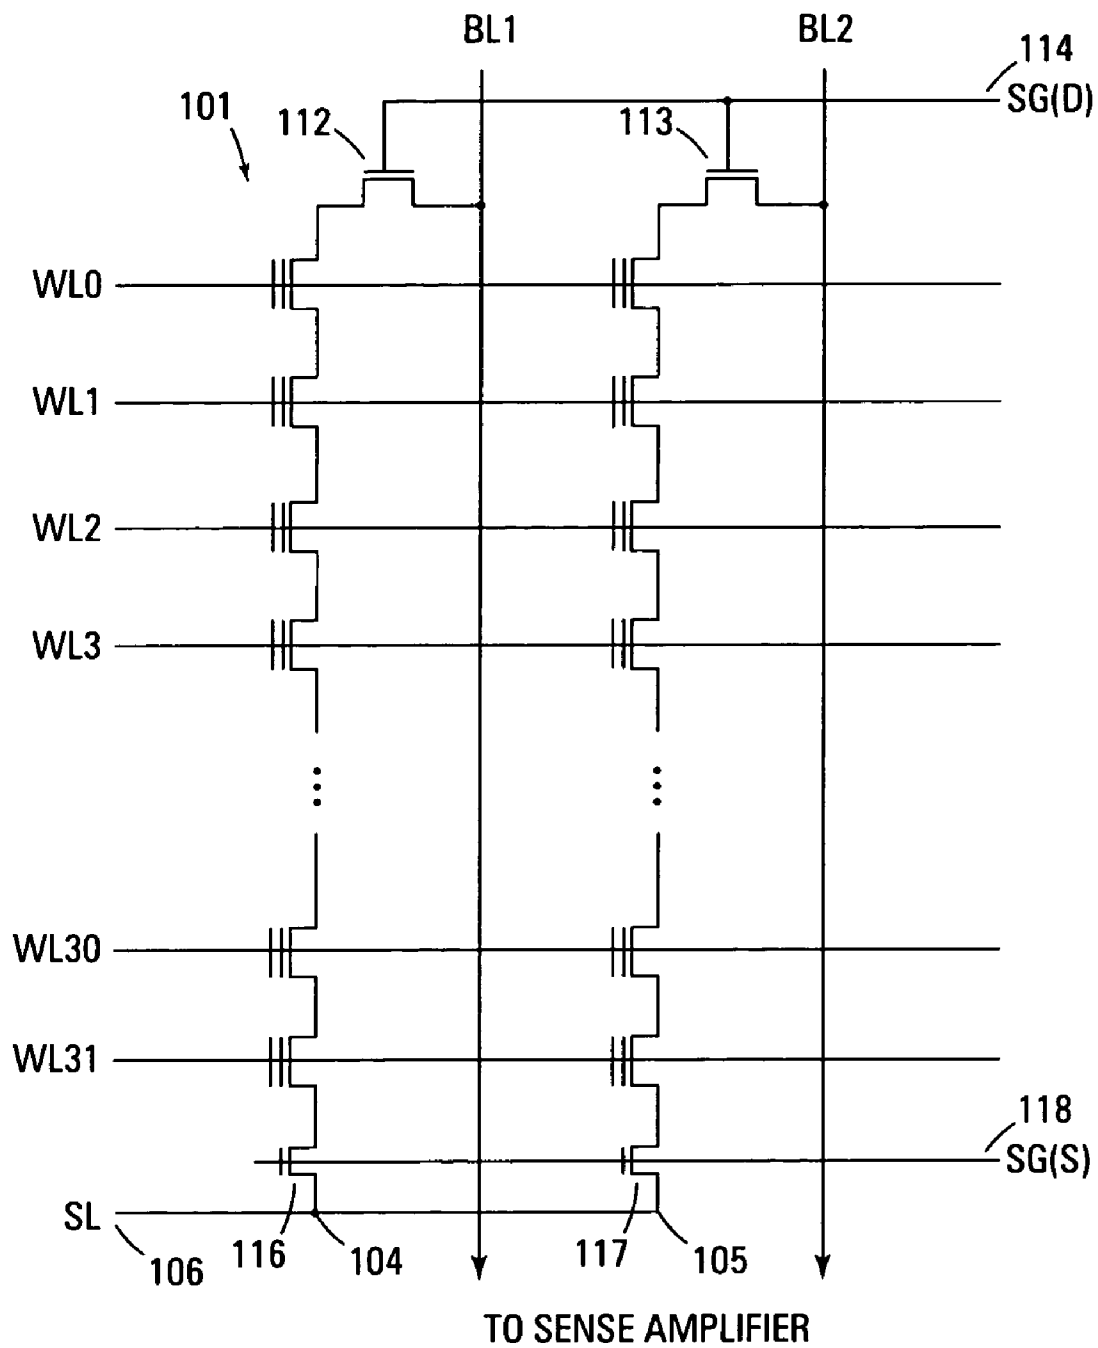 BL1
BL2
114
SG(D)
101
112
113
WL0
WL1
WL2
WL3
WL30
WL31
118
SG(S)
SL
106
116
104
117
105
TO SENSE AMPLIFIER